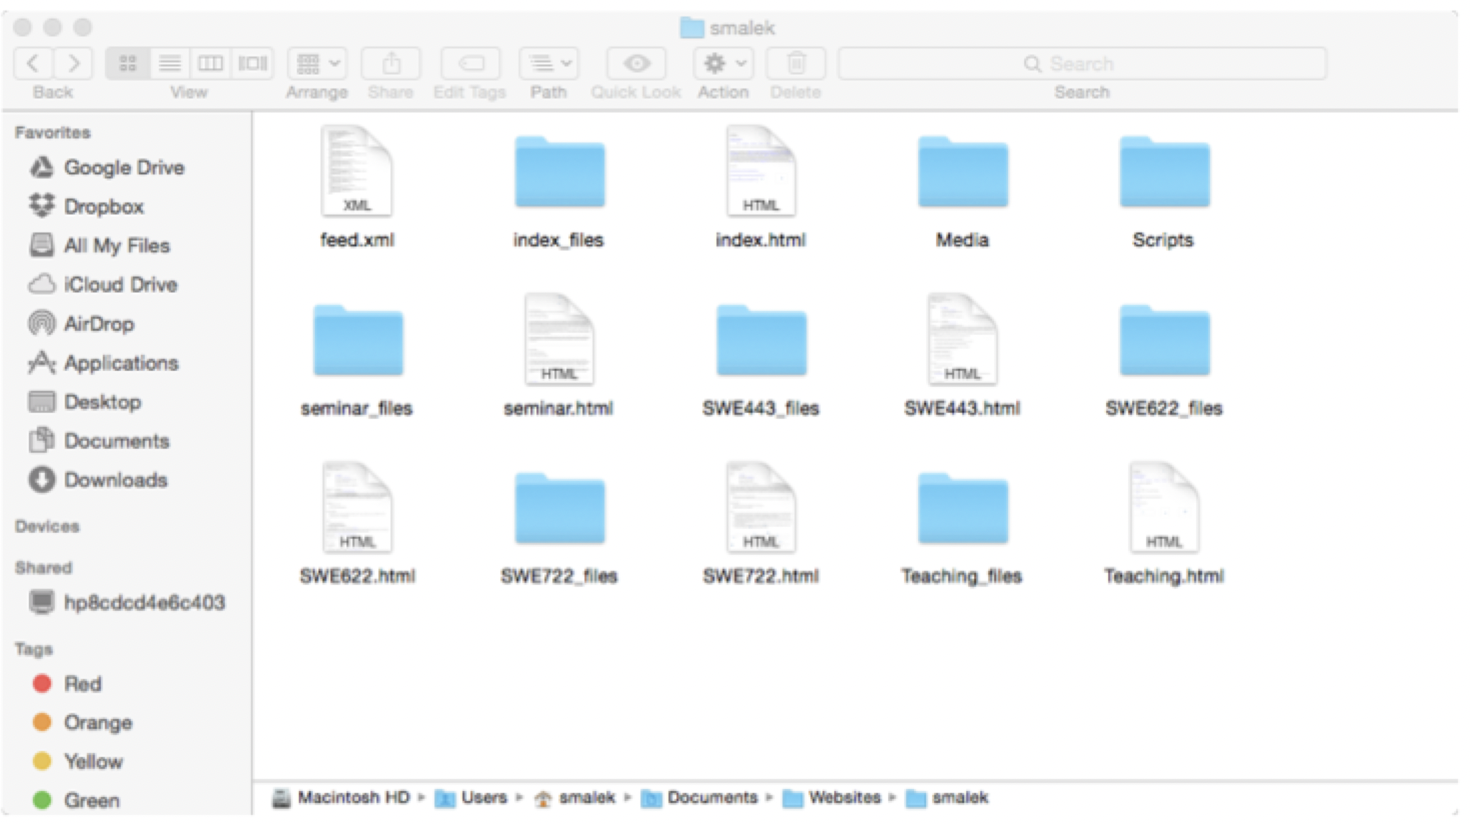 smalek
Search
Back View Arrange Share Edit Tags Path Quick Look Action Delete Search
Favorites
Google Drive
Dropbox
All My Files
iCloud Drive
AirDrop
Applications
Desktop
Documents
Downloads
Devices
Shared
hp8cdcd4e6c403
Tags
Red
Orange
Yellow
Green
XML HTML
feed.xml index_files index.html Media Scripts
HTML HTML
seminar_files seminar.html SWE443_files SWE443.html SWE622_files
HTML HTML HTML
SWE622.html SWE722_files SWE722.html Teaching_files Teaching.html
Macintosh HD ▸ Users ▸ smalek ▸ Documents ▸ Websites ▸ smalek